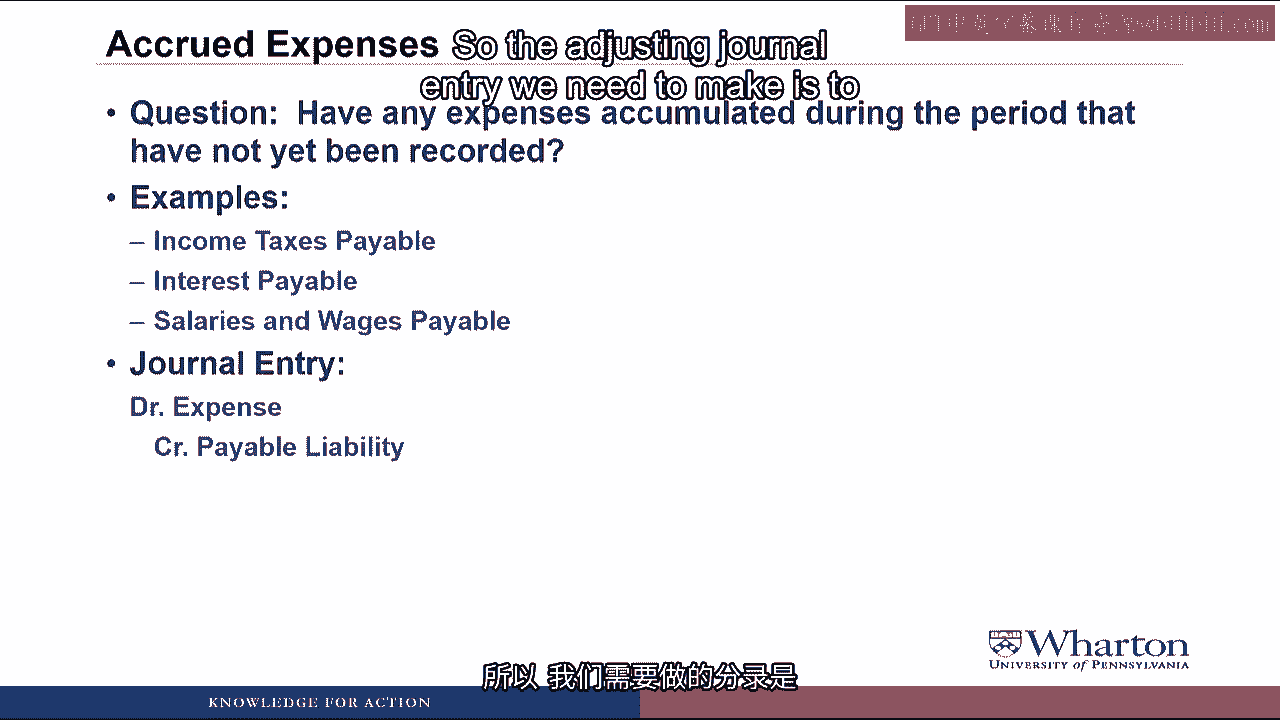 Accrued Expenses
So the adjusting journal
entry we need to make is to
• Question: Have any expenses accumulated during the period that
have not yet been recorded?
• Examples:
– Income Taxes Payable
– Interest Payable
– Salaries and Wages Payable
• Journal Entry:
Dr. Expense
Cr. Payable Liability
Wharton
UNIVERSITY of PENNSYLVANIA
所以 我们需要做的分录是
KNOWLEDGE FOR ACTION